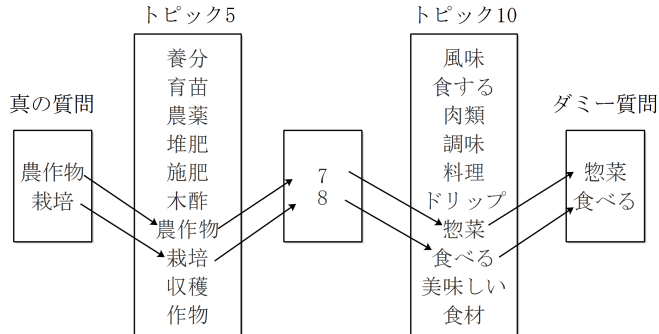 トピック5
トピック10
真の質問
ダミー質問
農作物
栽培
養分
育苗
農薬
堆肥
施肥
木酢
農作物
栽培
収穫
作物
7
8
風味
食する
肉類
調味
料理
ドリップ
惣菜
食べる
美味しい
食材
惣菜
食べる